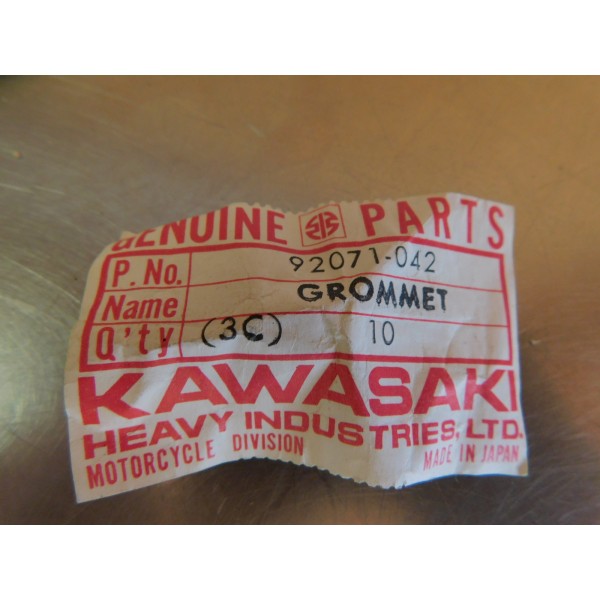 GENUINE PARTS
P. No. 92071-042
Name GROMMET
Q'ty (3C) 10
KAWASAKI
HEAVY INDUSTRIES, LTD.
MOTORCYCLE DIVISION MADE IN JAPAN